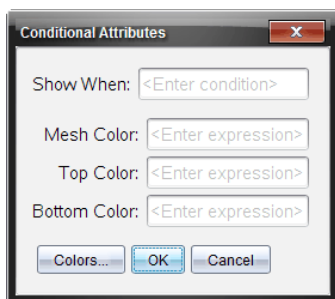 Conditional Attributes
Show When: <Enter condition>
Mesh Color: <Enter expression>
Top Color: <Enter expression>
Bottom Color: <Enter expression>
Colors... OK Cancel